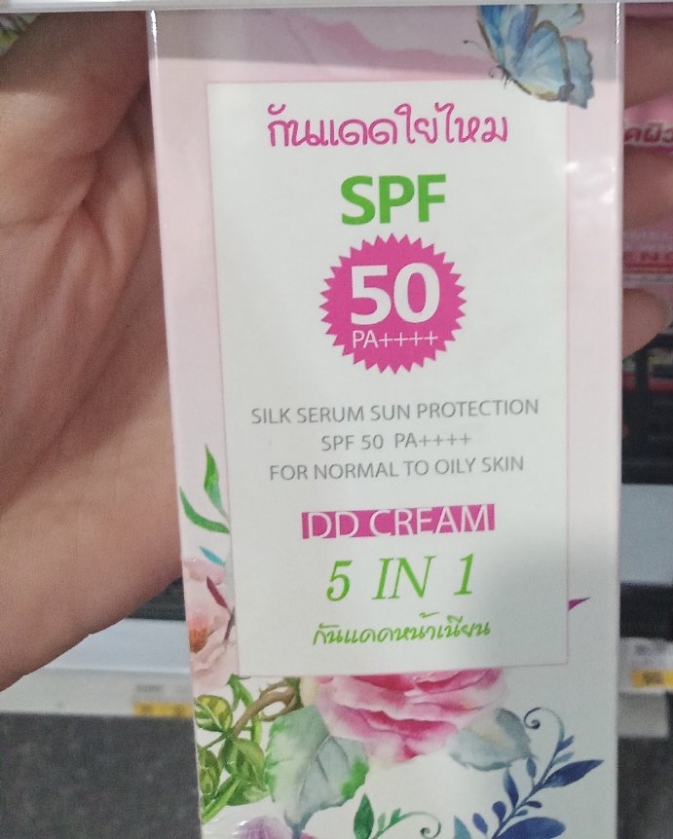 กันแดดใยไหม
SPF
50
PA++++
SILK SERUM SUN PROTECTION
SPF 50 PA++++
FOR NORMAL TO OILY SKIN
DD CREAM
5 IN 1
กันแดดหน้าเนียน